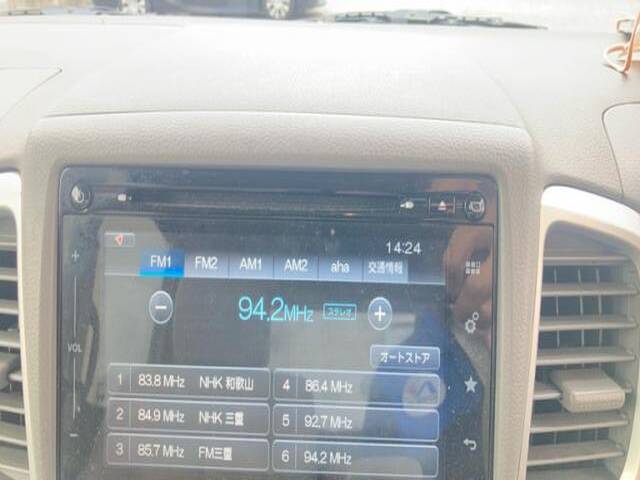 14:24
FM1 FM2 AM1 AM2 aha 交通情報
− 94.2MHz ステレオ +
オートストア
VOL
1 83.8 MHz NHK 和歌山 4 86.4 MHz
2 84.9 MHz NHK 三重 5 92.7 MHz
3 85.7 MHz FM三重 6 94.2 MHz